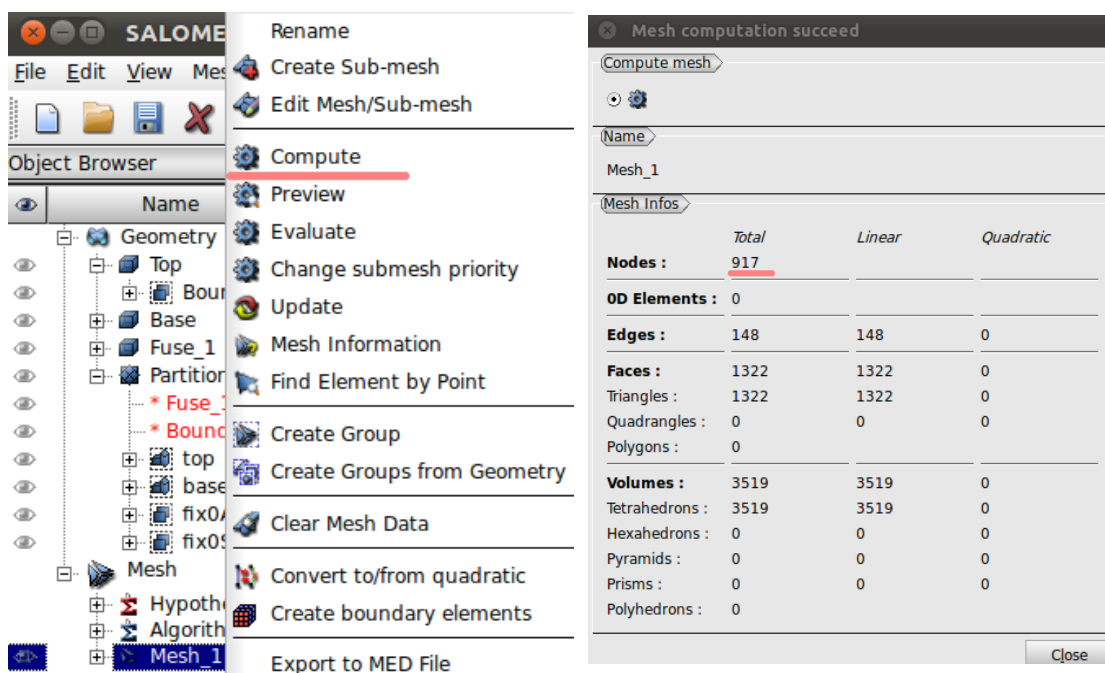 SALOME
File Edit View Mes
Object Browser
Name
Geometry
Top
Boun
Base
Fuse_1
Partition
* Fuse_1
* Bound
top
base
fix0
fix0
Mesh
Hypoth
Algorith
Mesh_1
Rename
Create Sub-mesh
Edit Mesh/Sub-mesh
Compute
Preview
Evaluate
Change submesh priority
Update
Mesh Information
Find Element by Point
Create Group
Create Groups from Geometry
Clear Mesh Data
Convert to/from quadratic
Create boundary elements
Export to MED File
Mesh computation succeed
Compute mesh
Name
Mesh_1
Mesh Infos
Total Linear Quadratic
Nodes : 917
0D Elements : 0
Edges : 148 148 0
Faces : 1322 1322 0
Triangles : 1322 1322 0
Quadrangles : 0 0 0
Polygons : 0
Volumes : 3519 3519 0
Tetrahedrons : 3519 3519 0
Hexahedrons : 0 0 0
Pyramids : 0 0 0
Prisms : 0 0 0
Polyhedrons : 0
Close